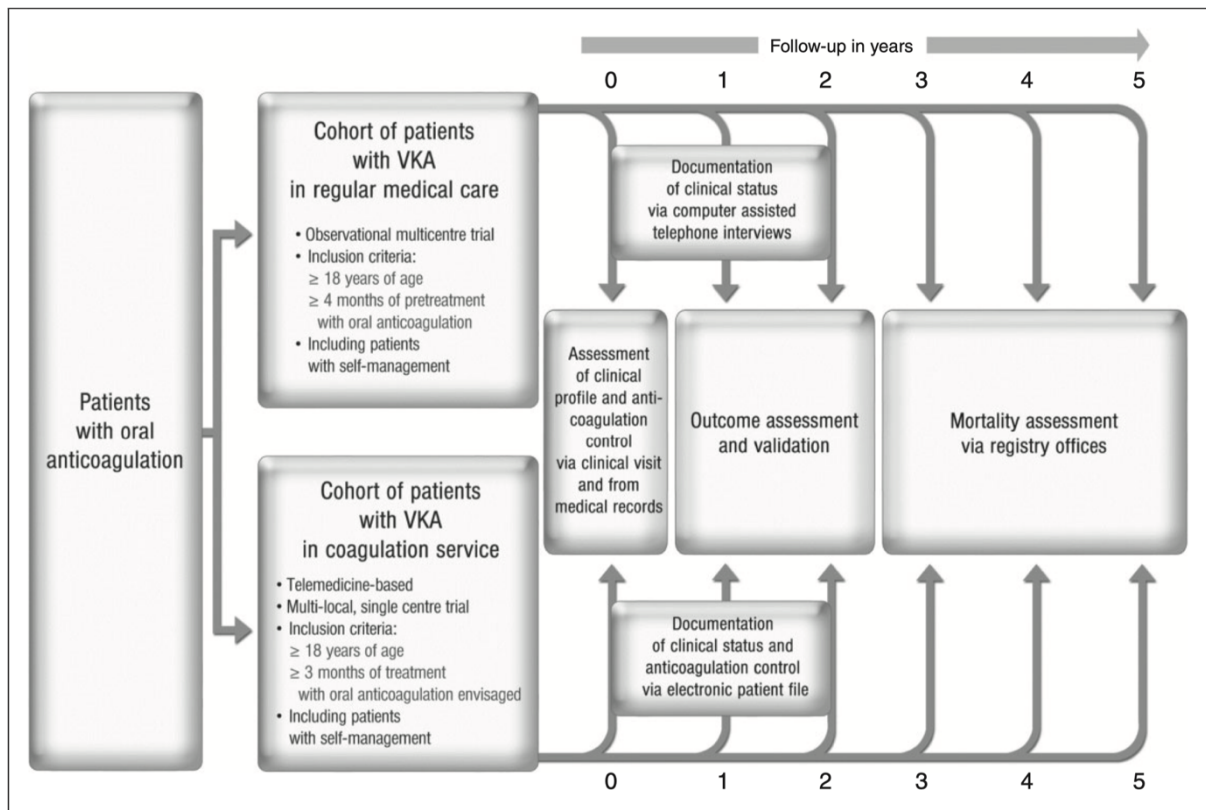 Follow-up in years
0 1 2 3 4 5
Patients
with oral
anticoagulation
Cohort of patients
with VKA
in regular medical care
• Observational multicentre trial
• Inclusion criteria:
≥ 18 years of age
≥ 4 months of pretreatment
with oral anticoagulation
• Including patients
with self-management
Documentation
of clinical status
via computer assisted
telephone interviews
Assessment
of clinical
profile and anti-
coagulation
control
via clinical visit
and from
medical records
Outcome assessment
and validation
Mortality assessment
via registry offices
Cohort of patients
with VKA
in coagulation service
• Telemedicine-based
• Multi-local, single centre trial
• Inclusion criteria:
≥ 18 years of age
≥ 3 months of treatment
with oral anticoagulation envisaged
• Including patients
with self-management
Documentation
of clinical status and
anticoagulation control
via electronic patient file
0 1 2 3 4 5